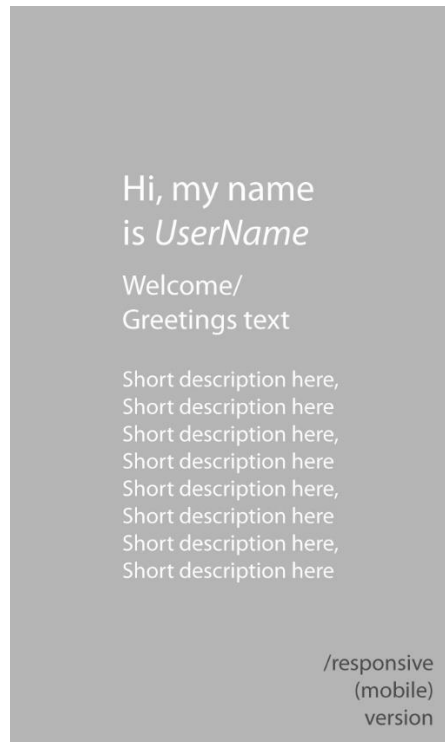 Hi, my name
is UserName
Welcome/
Greetings text
Short description here,
Short description here
Short description here,
Short description here
Short description here,
Short description here
Short description here,
Short description here
/responsive
(mobile)
version